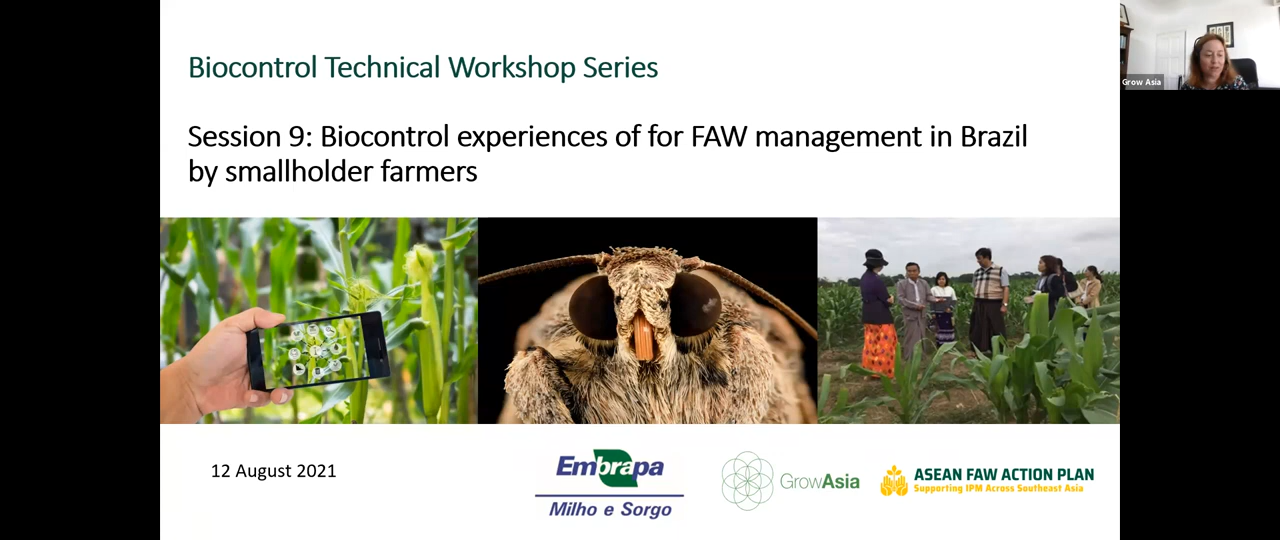 Biocontrol Technical Workshop Series
Session 9: Biocontrol experiences of for FAW management in Brazil
by smallholder farmers
Grow Asia
12 August 2021
Embrapa
Milho e Sorgo
GrowAsia
ASEAN FAW ACTION PLAN
Supporting IPM Across Southeast Asia